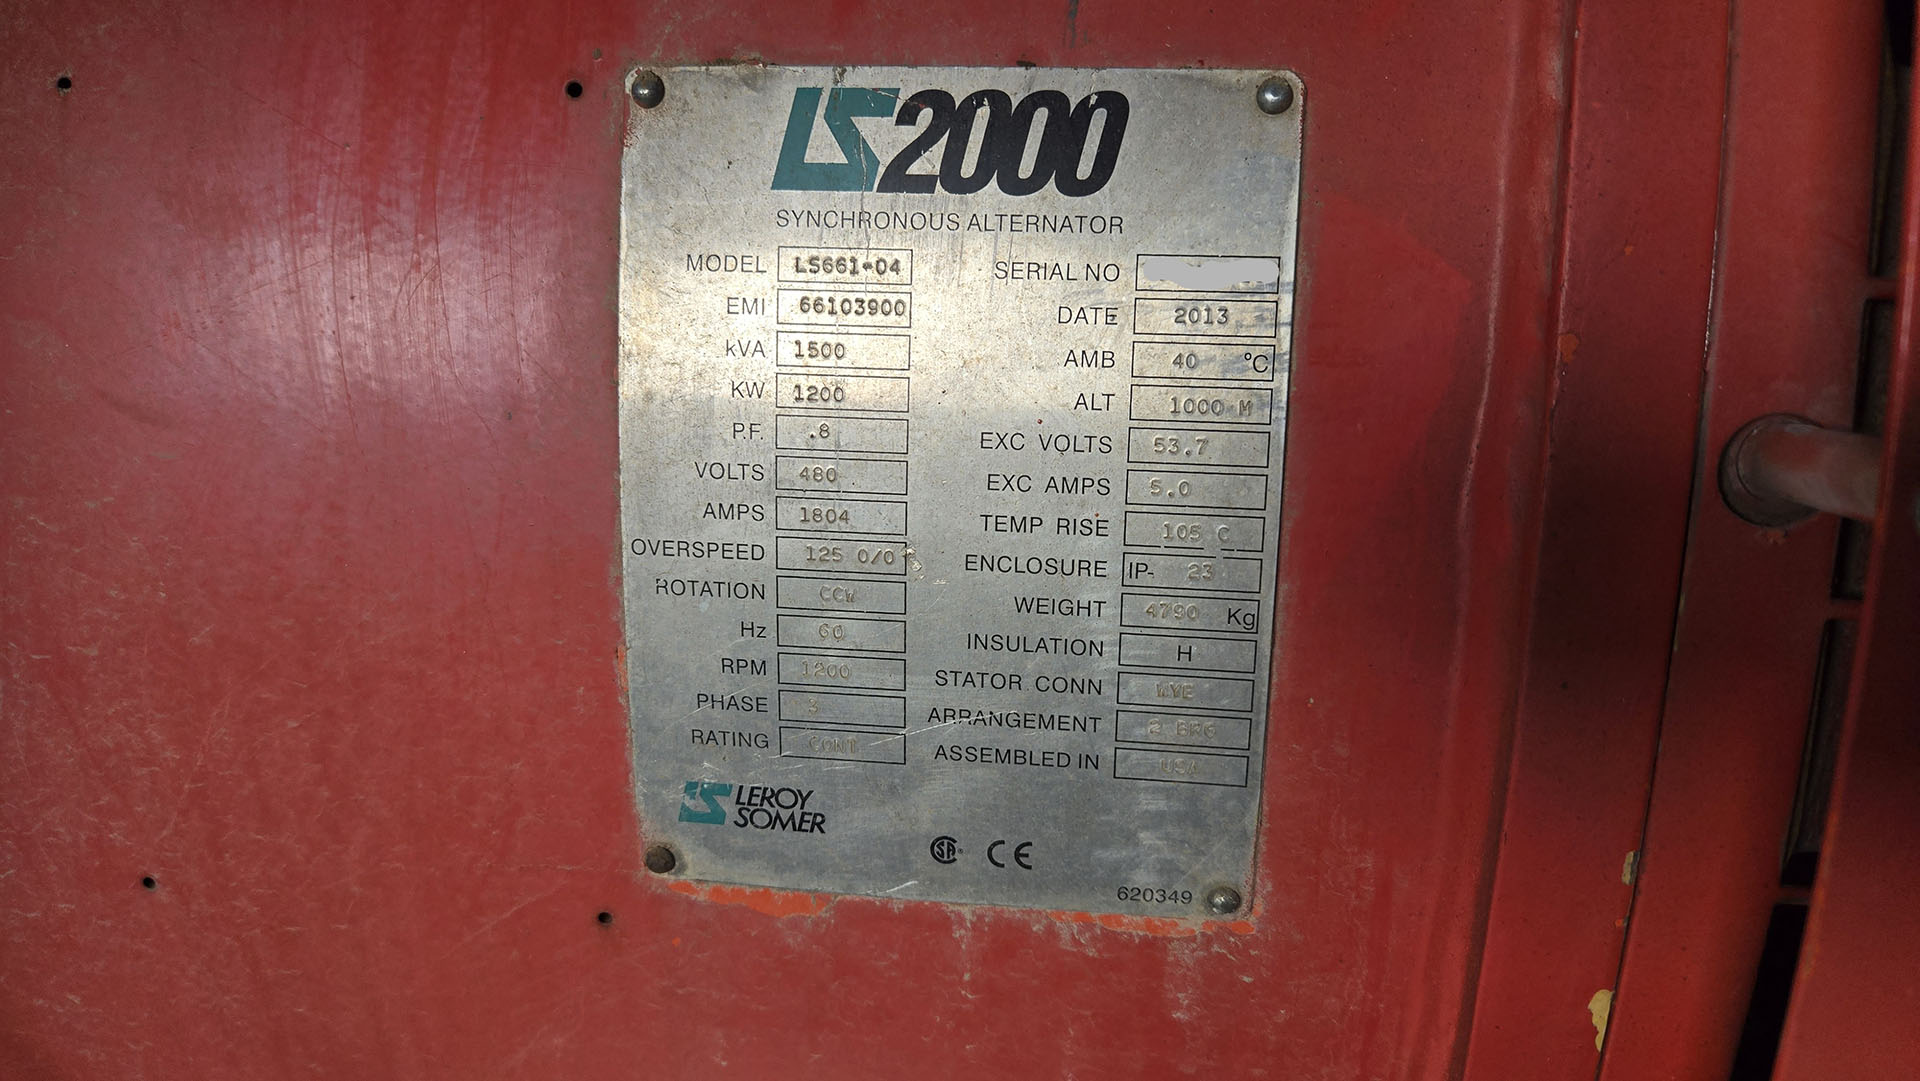 LS2000
SYNCHRONOUS ALTERNATOR
MODEL LS661-04
EMI 66103900
kVA 1500
KW 1200
P.F. .8
VOLTS 480
AMPS 1804
OVERSPEED 125 0/0
ROTATION CCW
Hz 60
RPM 1200
PHASE 3
RATING CONT
SERIAL NO
DATE 2013
AMB 40 °C
ALT 1000 M
EXC VOLTS 53.7
EXC AMPS 5.0
TEMP RISE 105 C
ENCLOSURE IP- 23
WEIGHT 4790 Kg
INSULATION H
STATOR CONN WYE
ARRANGEMENT 2 BRG
ASSEMBLED IN USA
LS LEROY
SOMER
SA® CE
620349